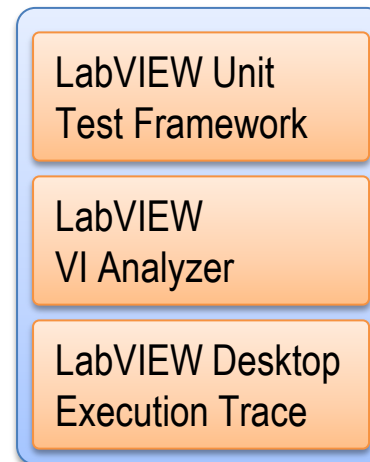 LabVIEW Unit
Test Framework
LabVIEW
VI Analyzer
LabVIEW Desktop
Execution Trace